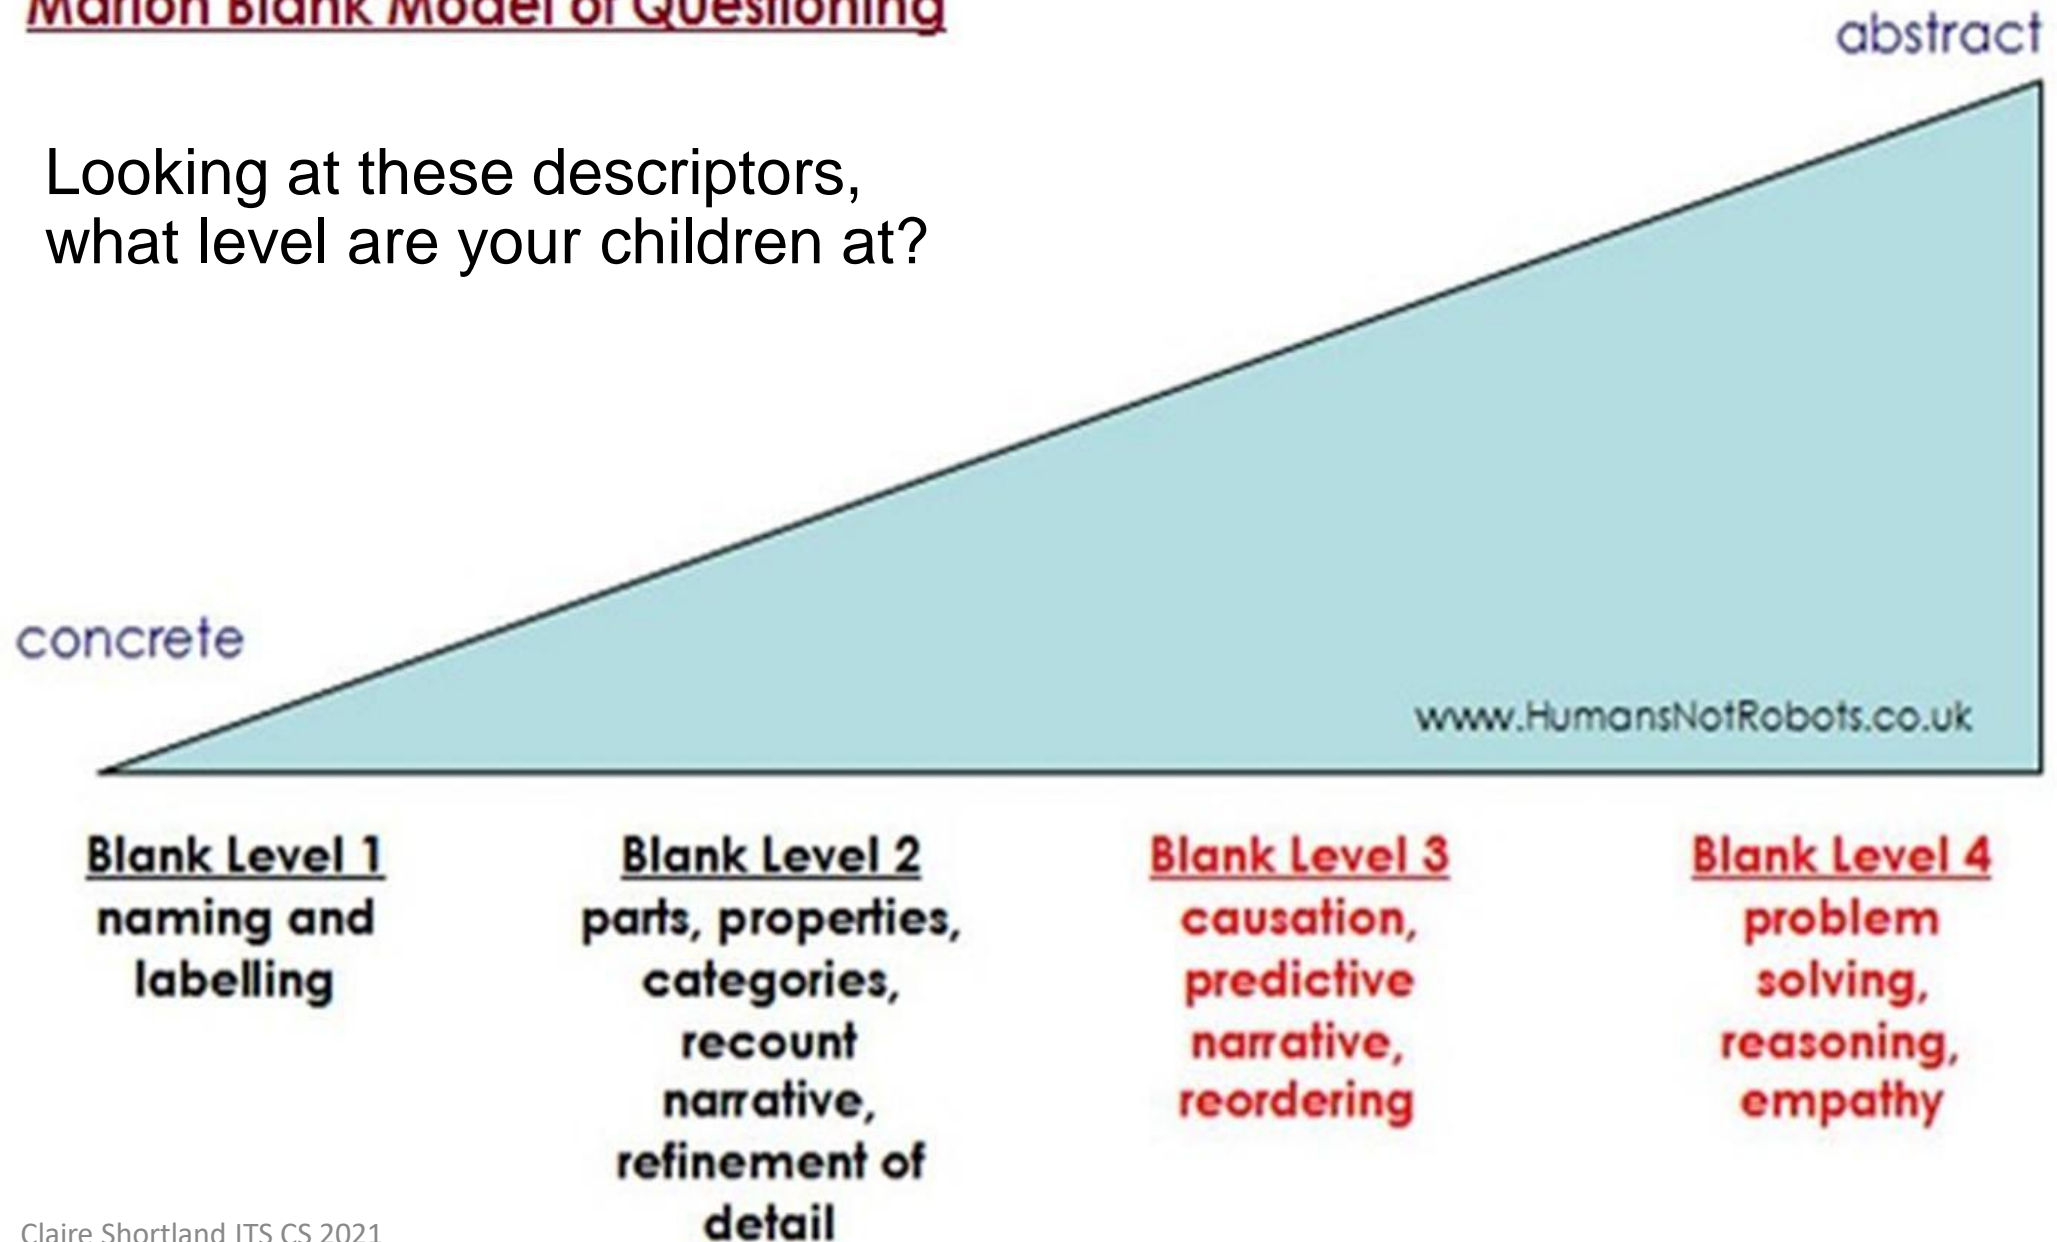 Marion Blank Model of Questioning
abstract
Looking at these descriptors,
what level are your children at?
concrete
www.HumansNotRobots.co.uk
Blank Level 1
naming and
labelling
Blank Level 2
parts, properties,
categories,
recount
narrative,
refinement of
detail
Blank Level 3
causation,
predictive
narrative,
reordering
Blank Level 4
problem
solving,
reasoning,
empathy
Claire Shortland ITS CS 2021